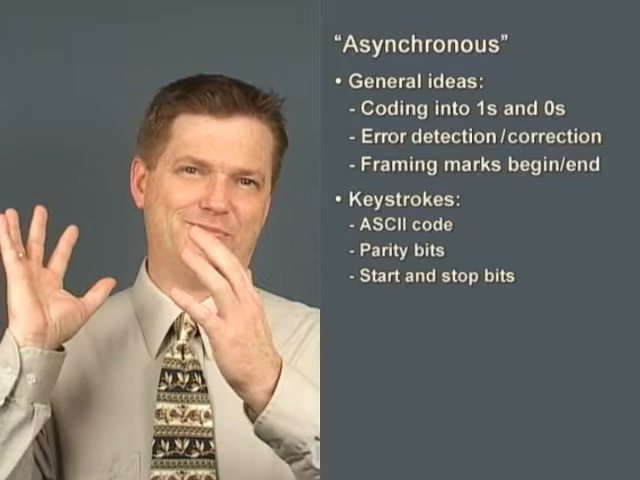 “Asynchronous”
• General ideas:
- Coding into 1s and 0s
- Error detection/correction
- Framing marks begin/end
• Keystrokes:
- ASCII code
- Parity bits
- Start and stop bits